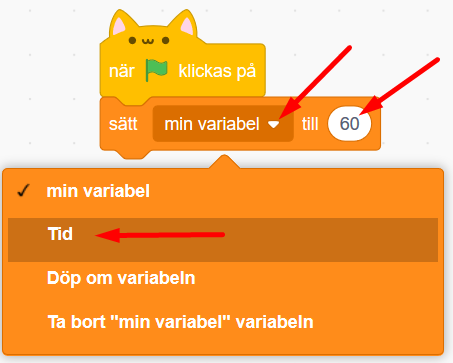 när klickas på
sätt min variabel till 60
min variabel
Tid
Döp om variabeln
Ta bort "min variabel" variabeln